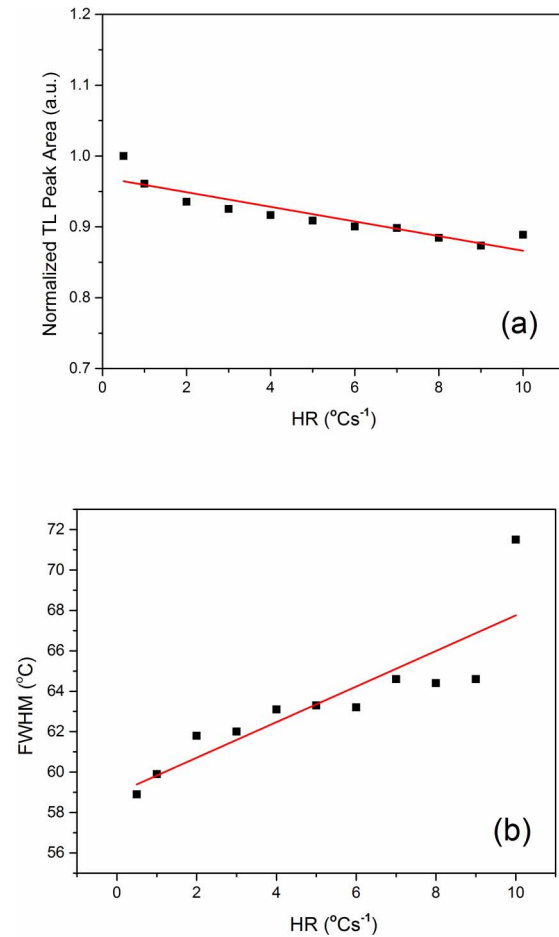 1.2
1.1
1.0
0.9
0.8
0.7
Normalized TL Peak Area (a.u.)
(a)
0 2 4 6 8 10
HR (°Cs⁻¹)
72
70
68
66
64
62
60
58
56
FWHM (°C)
(b)
0 2 4 6 8 10
HR (°Cs⁻¹)